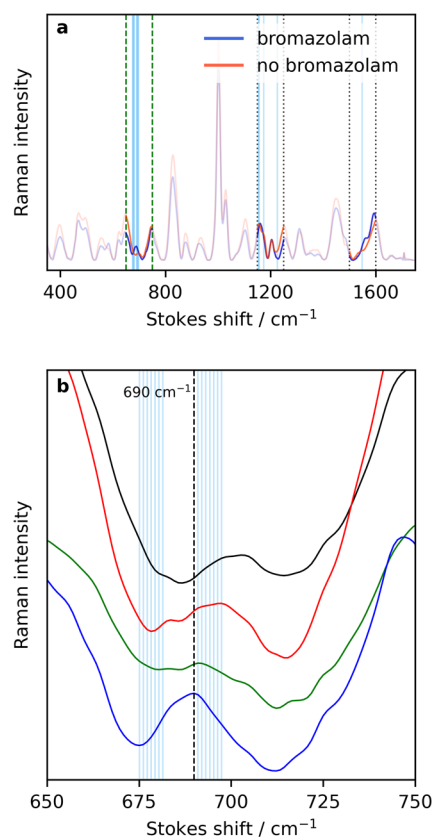 a
bromazolam
no bromazolam
Raman intensity
400 800 1200 1600
Stokes shift / cm⁻¹
b
690 cm⁻¹
Raman intensity
650 675 700 725 750
Stokes shift / cm⁻¹